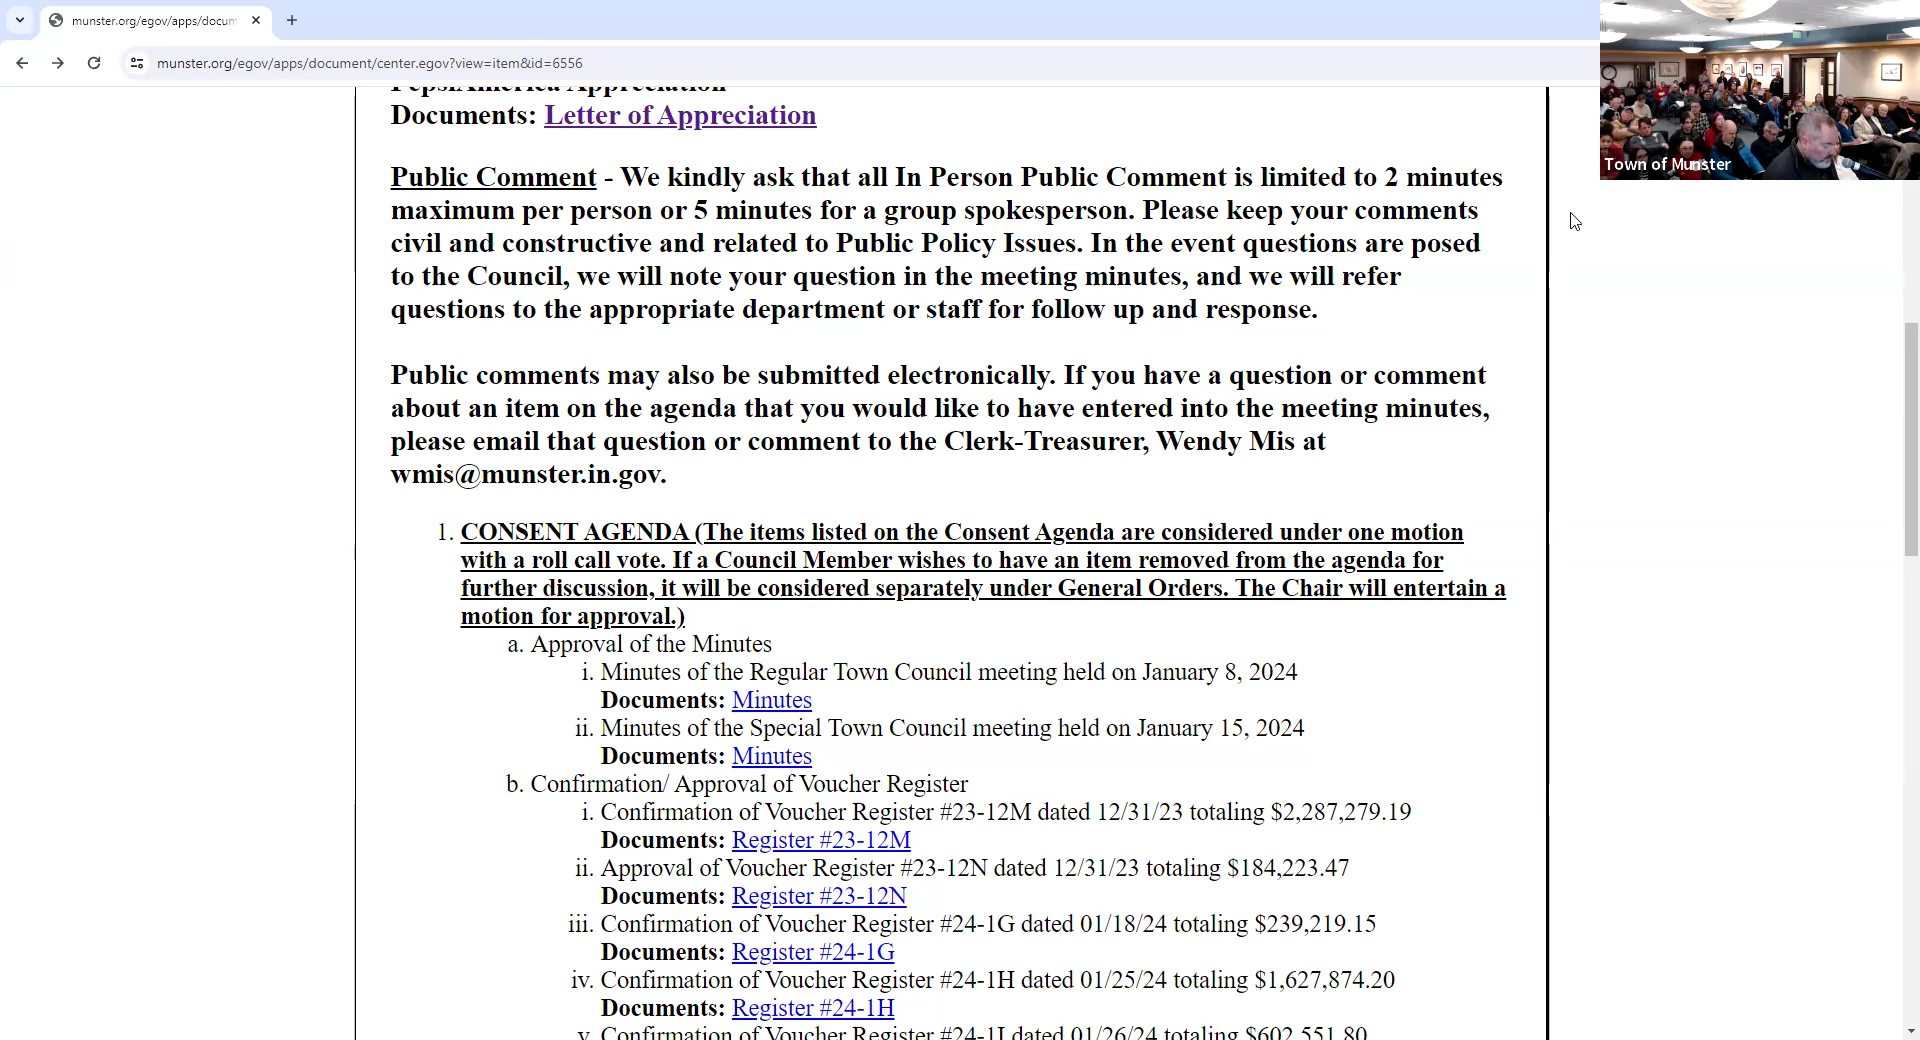 munster.org/egov/apps/docum
munster.org/egov/apps/document/center.egov?view=item&id=6556
Town of Munster
PepsiAmerica Appreciation
Documents: Letter of Appreciation
Public Comment - We kindly ask that all In Person Public Comment is limited to 2 minutes
maximum per person or 5 minutes for a group spokesperson. Please keep your comments
civil and constructive and related to Public Policy Issues. In the event questions are posed
to the Council, we will note your question in the meeting minutes, and we will refer
questions to the appropriate department or staff for follow up and response.
Public comments may also be submitted electronically. If you have a question or comment
about an item on the agenda that you would like to have entered into the meeting minutes,
please email that question or comment to the Clerk-Treasurer, Wendy Mis at
wmis@munster.in.gov.
1. CONSENT AGENDA (The items listed on the Consent Agenda are considered under one motion
with a roll call vote. If a Council Member wishes to have an item removed from the agenda for
further discussion, it will be considered separately under General Orders. The Chair will entertain a
motion for approval.)
a. Approval of the Minutes
i. Minutes of the Regular Town Council meeting held on January 8, 2024
Documents: Minutes
ii. Minutes of the Special Town Council meeting held on January 15, 2024
Documents: Minutes
b. Confirmation/ Approval of Voucher Register
i. Confirmation of Voucher Register #23-12M dated 12/31/23 totaling $2,287,279.19
Documents: Register #23-12M
ii. Approval of Voucher Register #23-12N dated 12/31/23 totaling $184,223.47
Documents: Register #23-12N
iii. Confirmation of Voucher Register #24-1G dated 01/18/24 totaling $239,219.15
Documents: Register #24-1G
iv. Confirmation of Voucher Register #24-1H dated 01/25/24 totaling $1,627,874.20
Documents: Register #24-1H
v. Confirmation of Voucher Register #24-1I dated 01/26/24 totaling $602,551.80